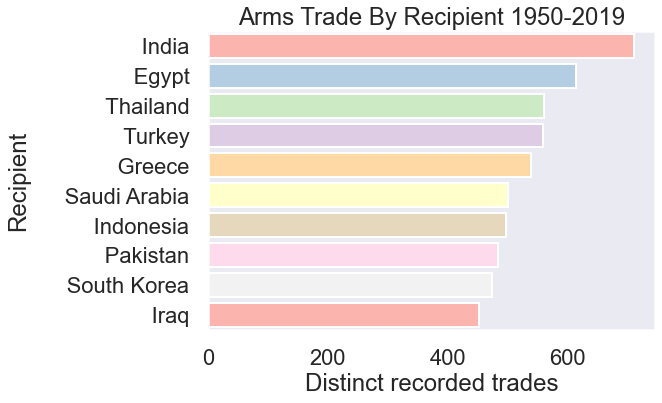 Arms Trade By Recipient 1950-2019
Recipient
India
Egypt
Thailand
Turkey
Greece
Saudi Arabia
Indonesia
Pakistan
South Korea
Iraq
0 200 400 600
Distinct recorded trades